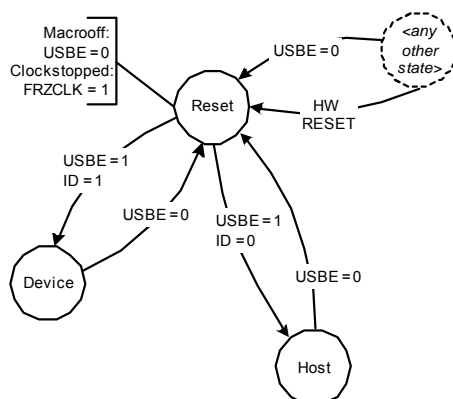 Macrooff:
USBE = 0
Clockstopped:
FRZCLK = 1
USBE = 0
<any
other
state>
Reset
HW
RESET
USBE = 1
ID = 1
USBE = 0
USBE = 1
ID = 0
USBE = 0
Device
Host